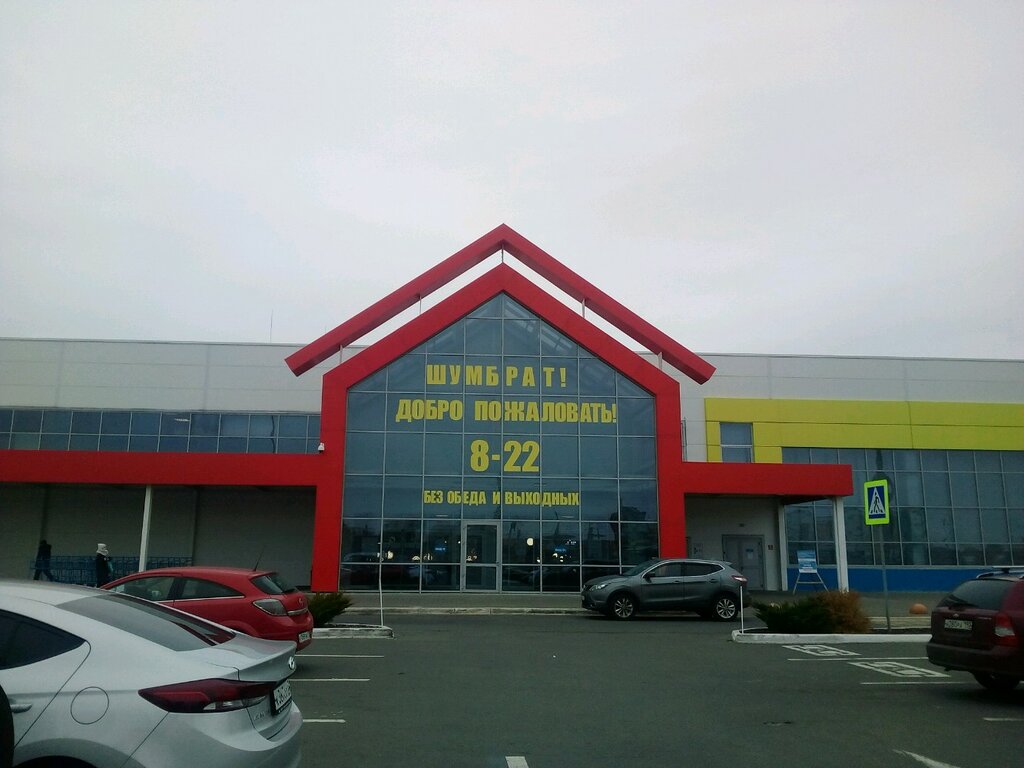 ШУМБРАТ!
ДОБРО ПОЖАЛОВАТЬ!
8-22
БЕЗ ОБЕДА И ВЫХОДНЫХ